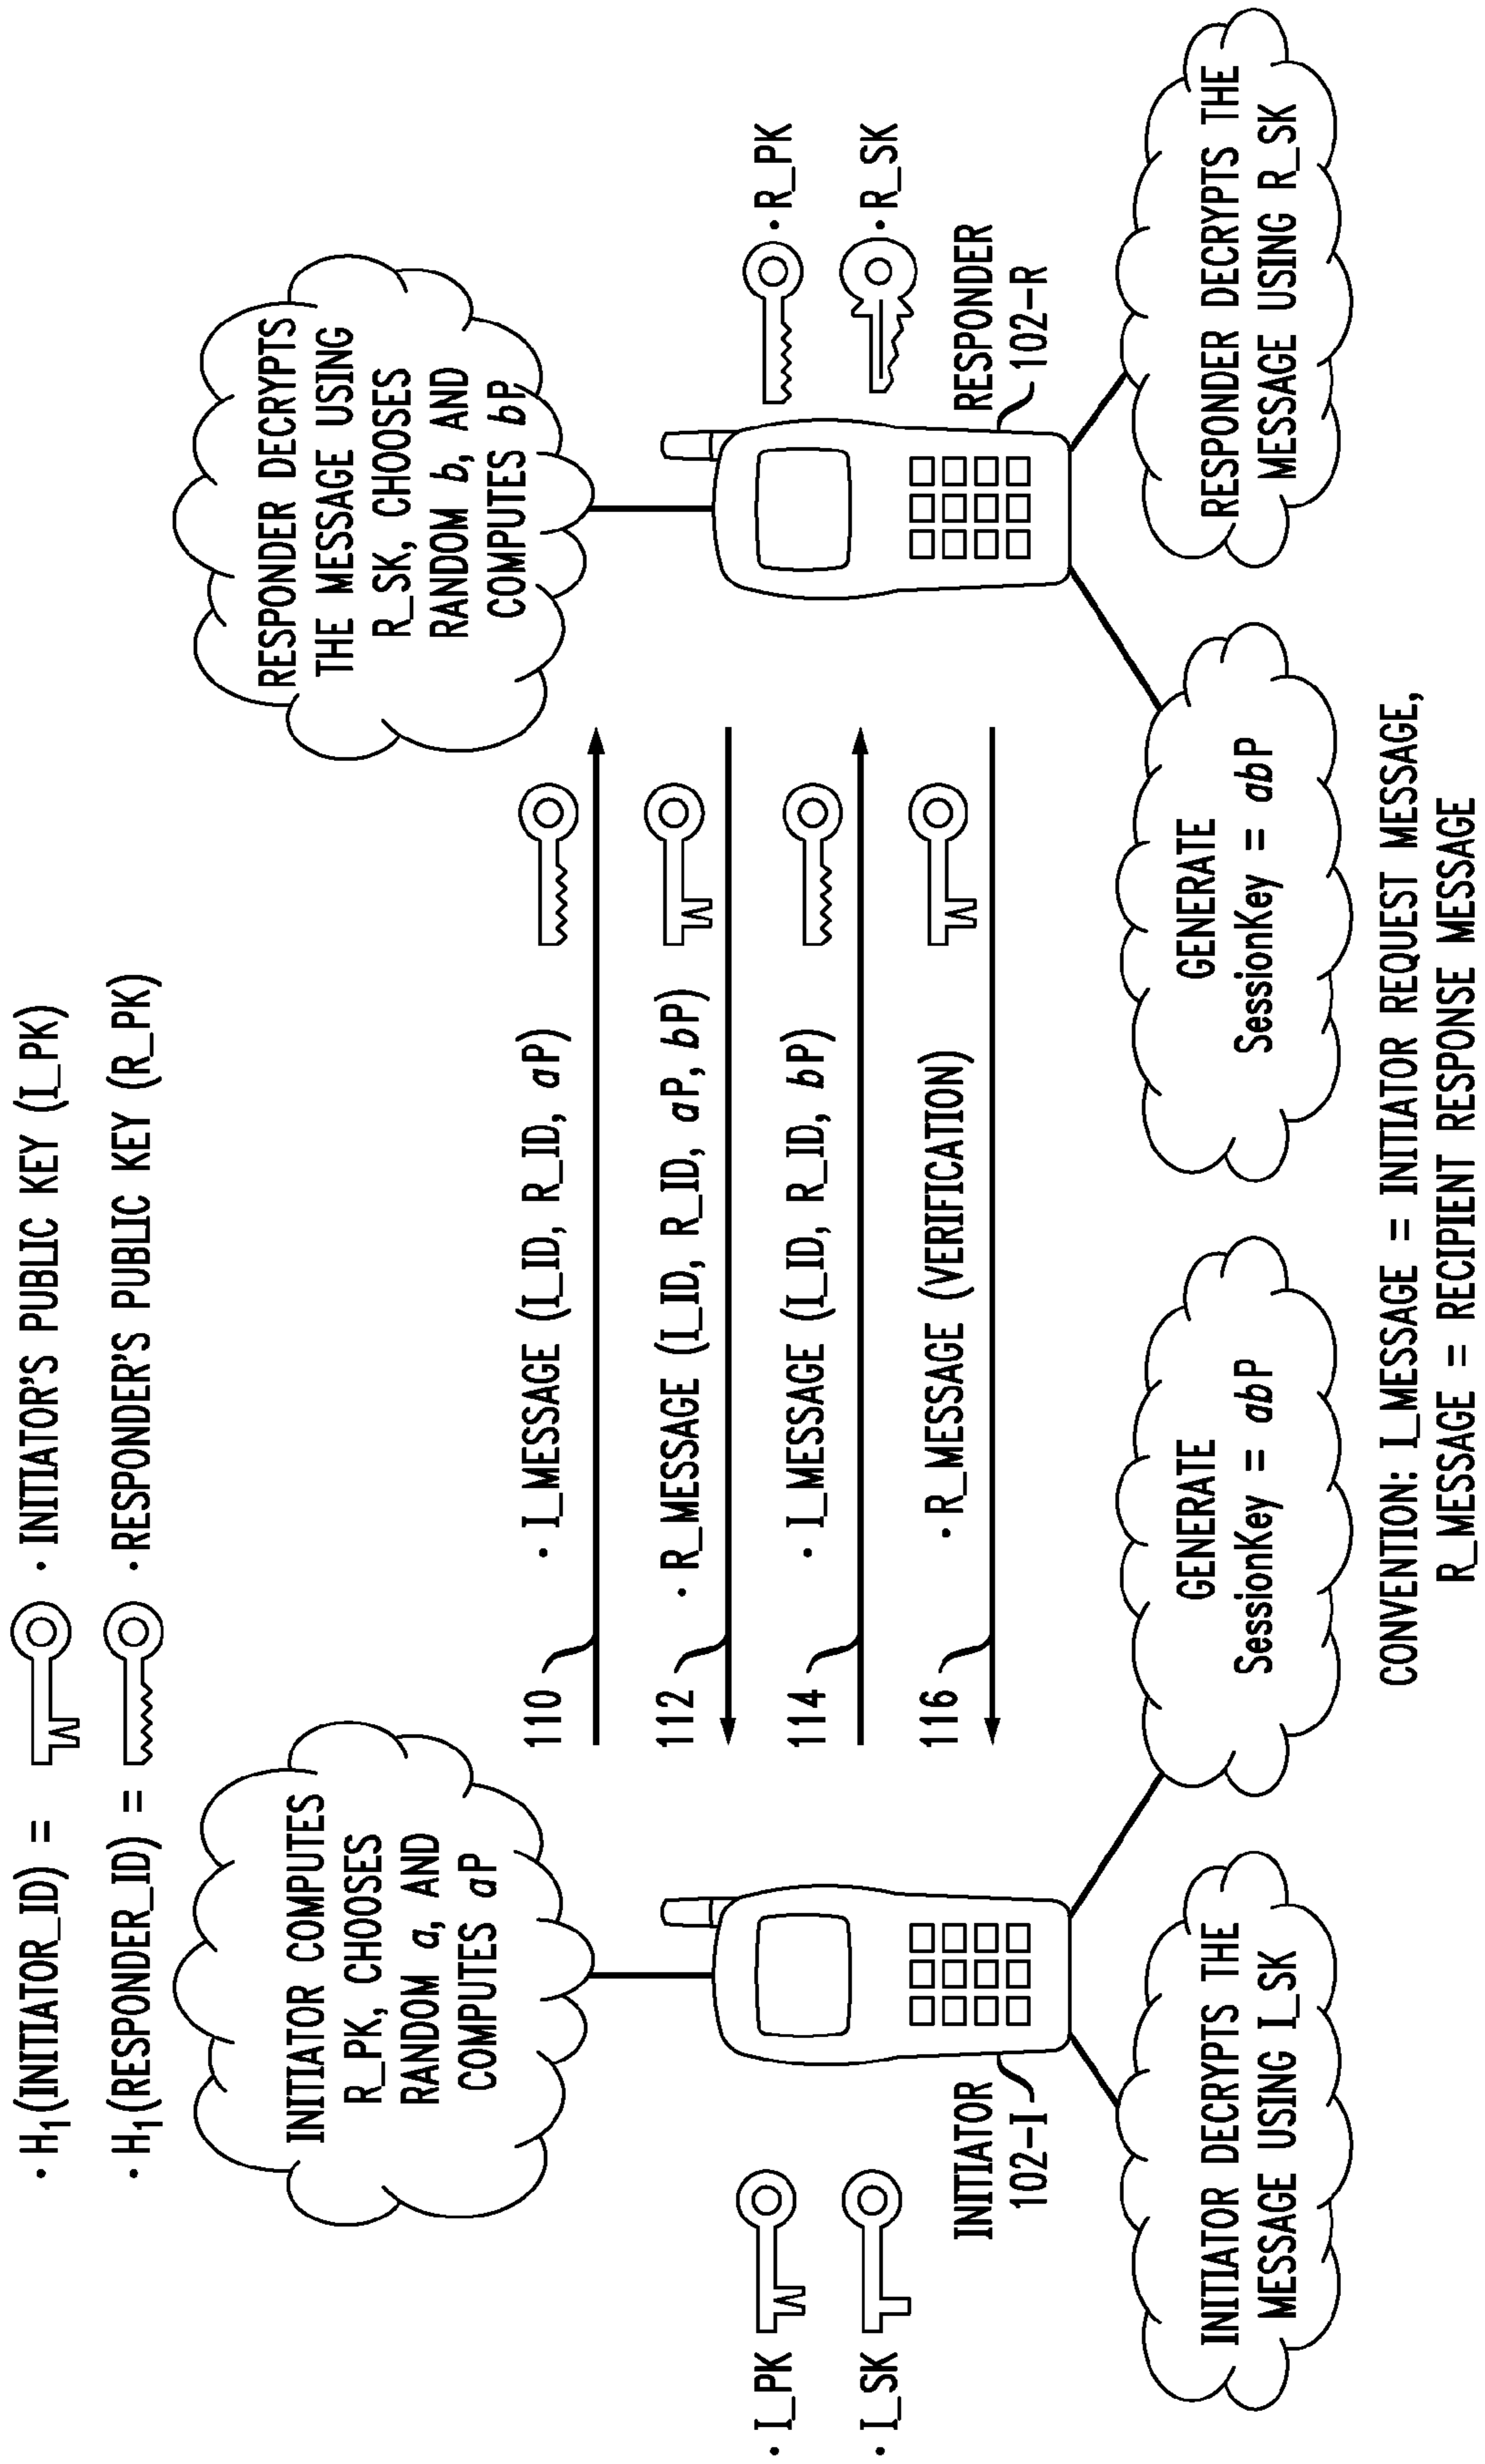 · H1(INITIATOR_ID) = · INITIATOR'S PUBLIC KEY (I_PK)
· H1(RESPONDER_ID) = · RESPONDER'S PUBLIC KEY (R_PK)
INITIATOR COMPUTES
R_PK, CHOOSES
RANDOM a, AND
COMPUTES aP
RESPONDER DECRYPTS
THE MESSAGE USING
R_SK, CHOOSES
RANDOM b, AND
COMPUTES bP
110
· I_MESSAGE (I_ID, R_ID, aP)
112
· R_MESSAGE (I_ID, R_ID, aP, bP)
114
· I_MESSAGE (I_ID, R_ID, bP)
116
· R_MESSAGE (VERIFICATION)
· I_PK
· I_SK
INITIATOR
102-I
· R_PK
· R_SK
RESPONDER
102-R
INITIATOR DECRYPTS THE
MESSAGE USING I_SK
GENERATE
SessionKey = abP
GENERATE
SessionKey = abP
RESPONDER DECRYPTS THE
MESSAGE USING R_SK
CONVENTION: I_MESSAGE = INITIATOR REQUEST MESSAGE,
R_MESSAGE = RECIPIENT RESPONSE MESSAGE